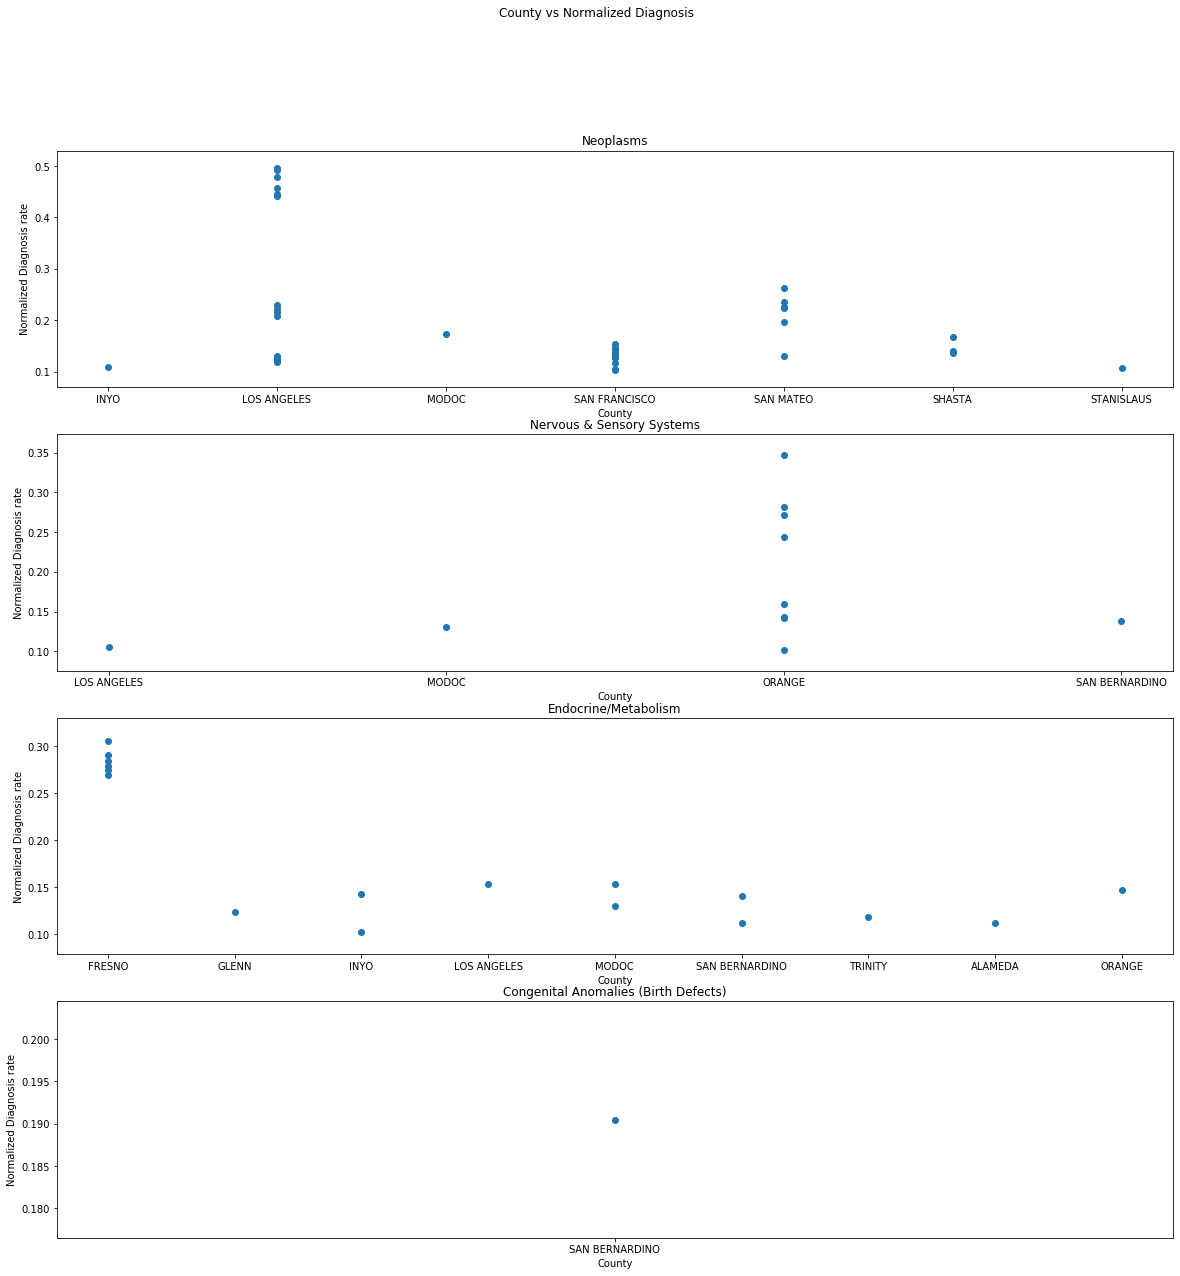 County vs Normalized Diagnosis
Neoplasms
Normalized Diagnosis rate
0.5
0.4
0.3
0.2
0.1
INYO LOS ANGELES MODOC SAN FRANCISCO SAN MATEO SHASTA STANISLAUS
County
Nervous & Sensory Systems
Normalized Diagnosis rate
0.35
0.30
0.25
0.20
0.15
0.10
LOS ANGELES MODOC ORANGE SAN BERNARDINO
County
Endocrine/Metabolism
Normalized Diagnosis rate
0.30
0.25
0.20
0.15
0.10
FRESNO GLENN INYO LOS ANGELES MODOC SAN BERNARDINO TRINITY ALAMEDA ORANGE
County
Congenital Anomalies (Birth Defects)
Normalized Diagnosis rate
0.200
0.195
0.190
0.185
0.180
SAN BERNARDINO
County